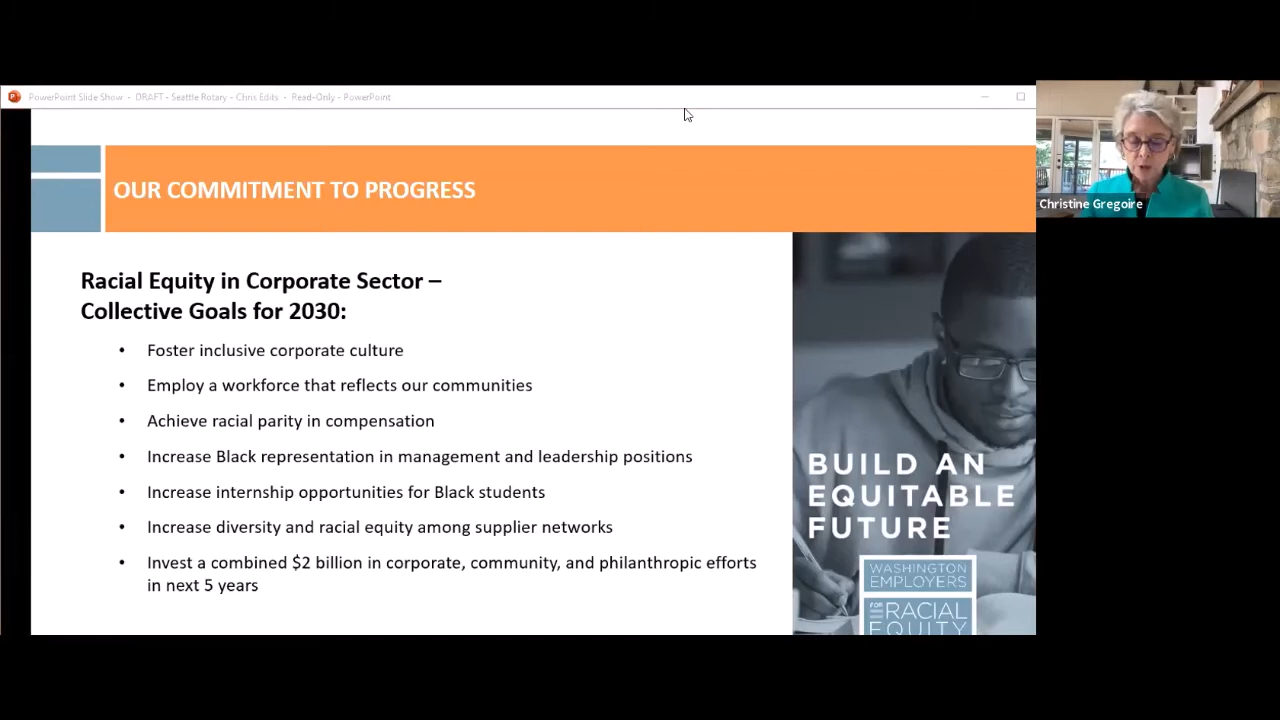 PowerPoint Slide Show - DRAFT - Seattle Rotary - Chris Edits - Read-Only - PowerPoint
Christine Gregoire
OUR COMMITMENT TO PROGRESS
Racial Equity in Corporate Sector –
Collective Goals for 2030:
• Foster inclusive corporate culture
• Employ a workforce that reflects our communities
• Achieve racial parity in compensation
• Increase Black representation in management and leadership positions
• Increase internship opportunities for Black students
• Increase diversity and racial equity among supplier networks
• Invest a combined $2 billion in corporate, community, and philanthropic efforts
in next 5 years
BUILD AN
EQUITABLE
FUTURE
WASHINGTON
EMPLOYERS
FOR RACIAL
EQUITY